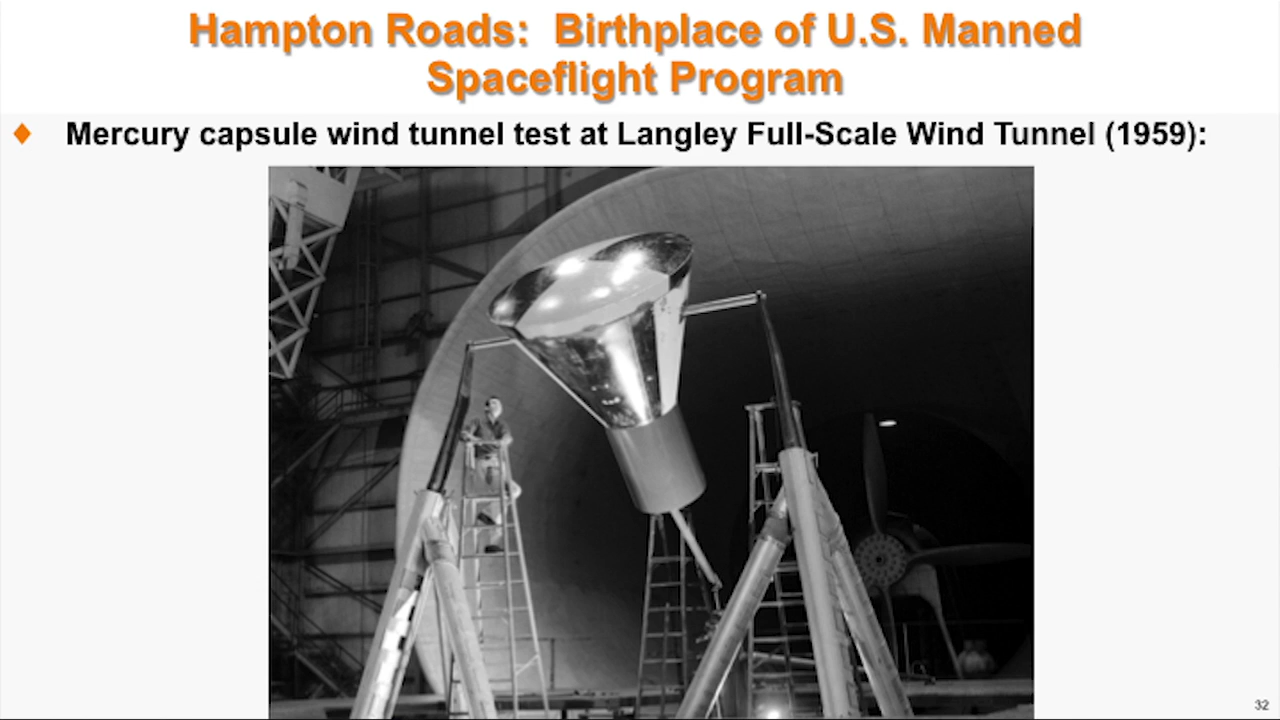 Hampton Roads: Birthplace of U.S. Manned
Spaceflight Program
♦ Mercury capsule wind tunnel test at Langley Full-Scale Wind Tunnel (1959):
32